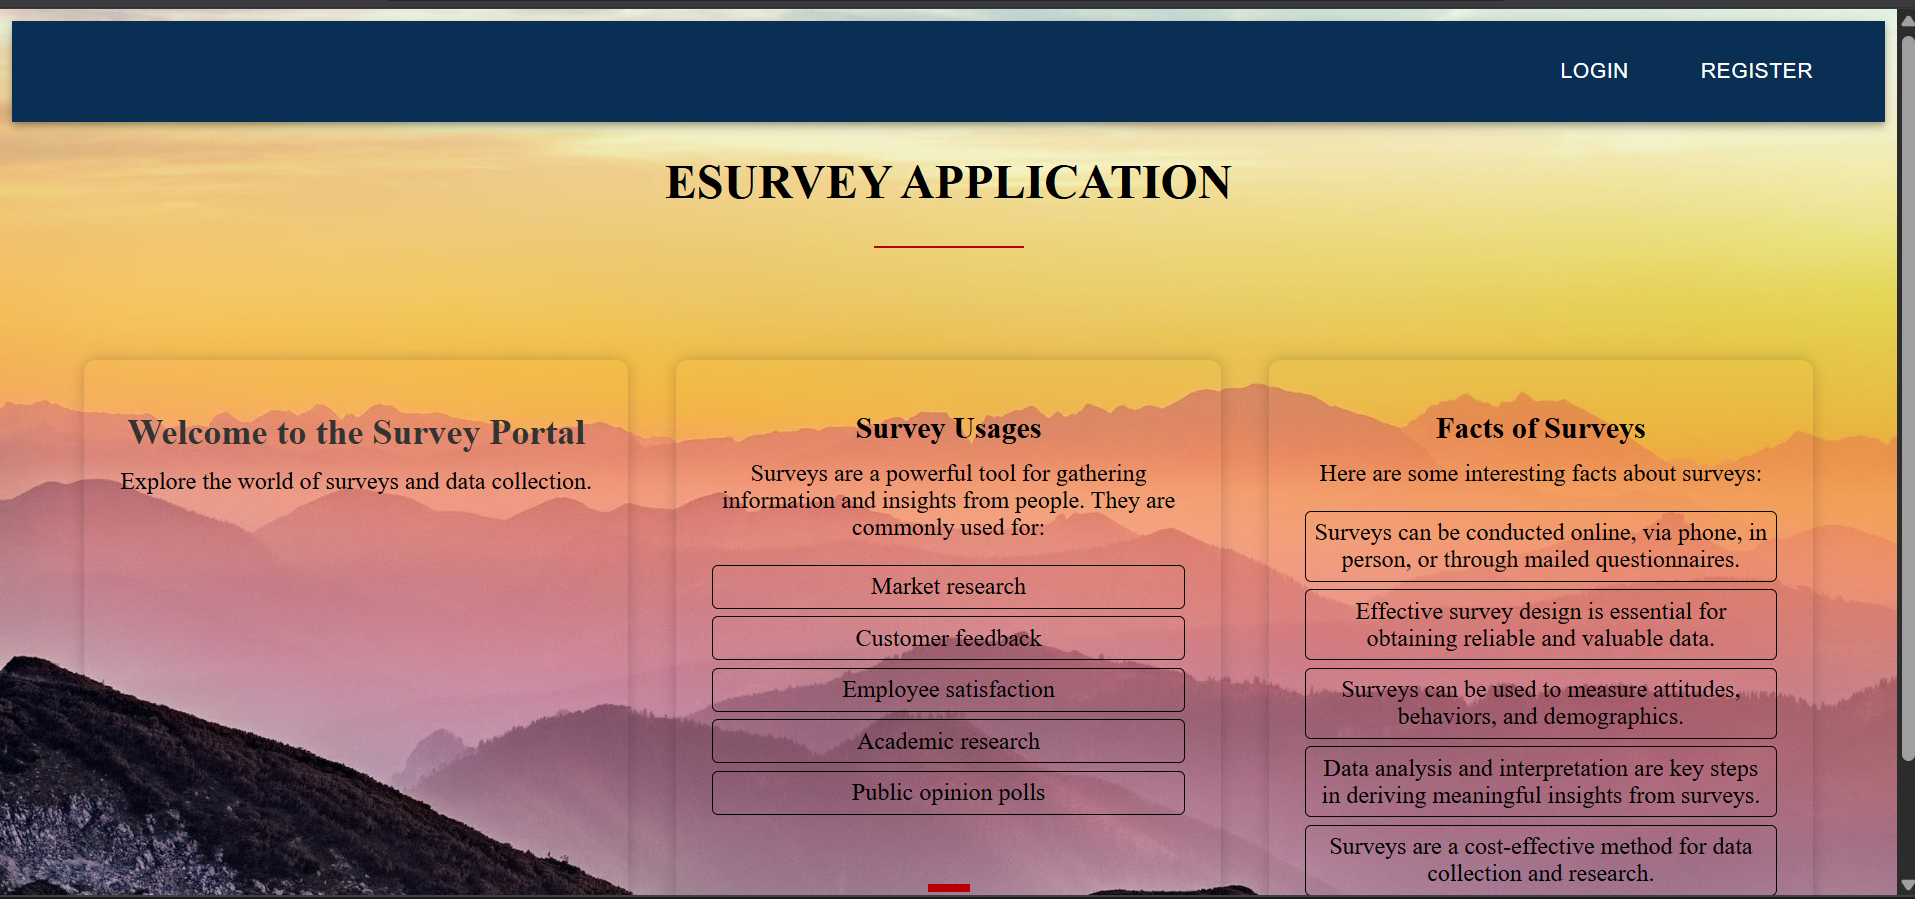 LOGIN REGISTER
ESURVEY APPLICATION
Welcome to the Survey Portal
Explore the world of surveys and data collection.
Survey Usages
Surveys are a powerful tool for gathering
information and insights from people. They are
commonly used for:
Market research
Customer feedback
Employee satisfaction
Academic research
Public opinion polls
Facts of Surveys
Here are some interesting facts about surveys:
Surveys can be conducted online, via phone, in
person, or through mailed questionnaires.
Effective survey design is essential for
obtaining reliable and valuable data.
Surveys can be used to measure attitudes,
behaviors, and demographics.
Data analysis and interpretation are key steps
in deriving meaningful insights from surveys.
Surveys are a cost-effective method for data
collection and research.